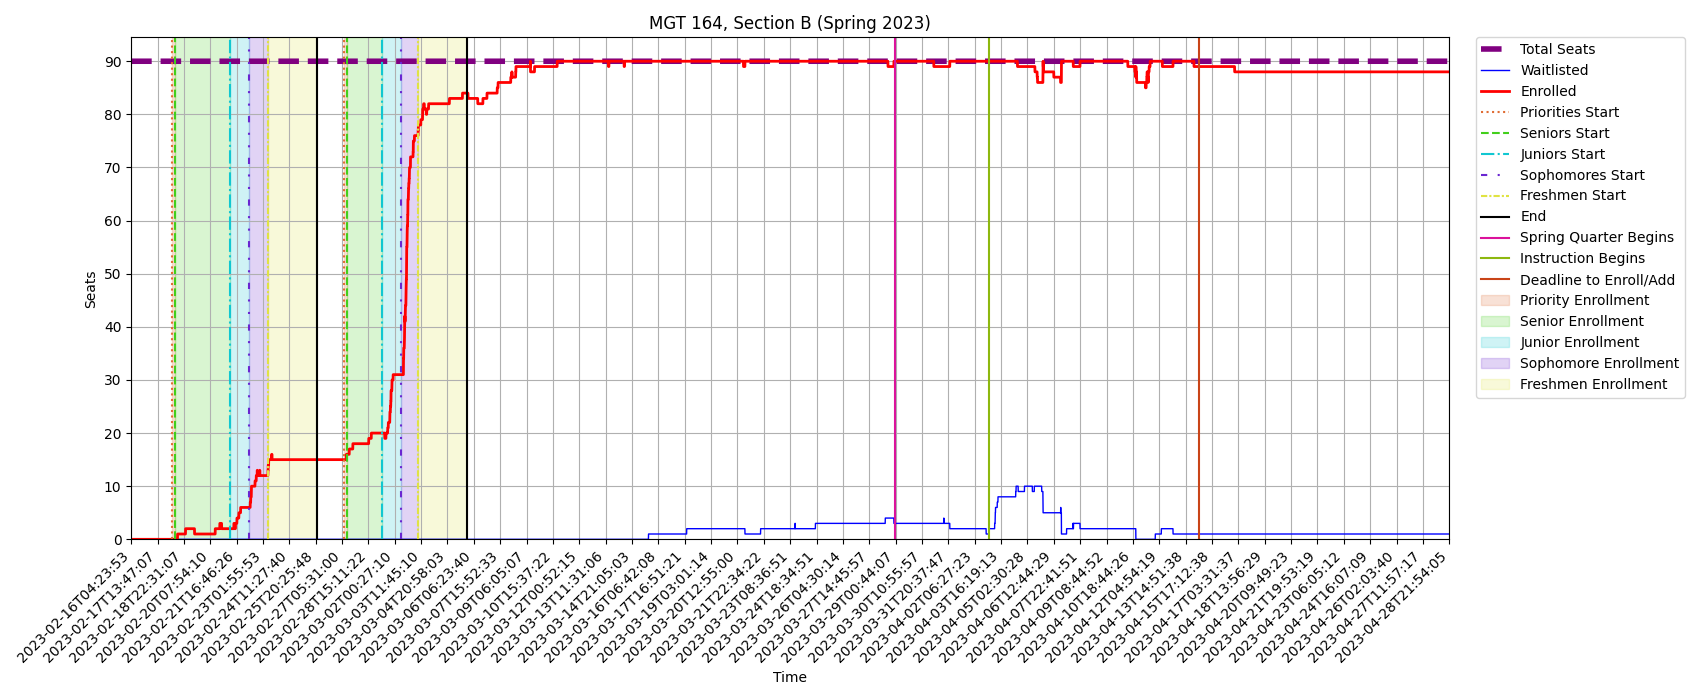 MGT 164, Section B (Spring 2023)
Seats
90
80
70
60
50
40
30
20
10
0
2023-02-16T04:23:53
2023-02-17T13:47:07
2023-02-18T22:31:07
2023-02-20T07:54:10
2023-02-21T16:46:26
2023-02-23T01:55:53
2023-02-24T11:27:40
2023-02-25T20:25:48
2023-02-27T05:31:00
2023-02-28T15:11:22
2023-03-02T00:27:10
2023-03-03T11:45:10
2023-03-04T20:58:03
2023-03-06T06:23:40
2023-03-07T15:52:33
2023-03-09T06:05:07
2023-03-10T15:37:22
2023-03-12T00:52:15
2023-03-13T11:31:06
2023-03-14T21:05:03
2023-03-16T06:42:08
2023-03-17T16:51:21
2023-03-19T03:01:14
2023-03-20T12:55:00
2023-03-21T22:34:22
2023-03-23T08:36:51
2023-03-24T18:34:51
2023-03-26T04:30:14
2023-03-27T14:45:57
2023-03-29T00:44:07
2023-03-30T10:55:57
2023-03-31T20:37:47
2023-04-02T06:27:23
2023-04-03T16:19:13
2023-04-05T02:30:28
2023-04-06T12:44:29
2023-04-07T22:41:51
2023-04-09T08:44:52
2023-04-10T18:44:26
2023-04-12T04:54:19
2023-04-13T14:51:38
2023-04-15T17:12:38
2023-04-17T03:31:37
2023-04-18T13:56:29
2023-04-20T09:49:23
2023-04-21T19:53:19
2023-04-23T06:05:12
2023-04-24T16:07:09
2023-04-26T02:03:40
2023-04-27T11:57:17
2023-04-28T21:54:05
Time
Total Seats
Waitlisted
Enrolled
Priorities Start
Seniors Start
Juniors Start
Sophomores Start
Freshmen Start
End
Spring Quarter Begins
Instruction Begins
Deadline to Enroll/Add
Priority Enrollment
Senior Enrollment
Junior Enrollment
Sophomore Enrollment
Freshmen Enrollment